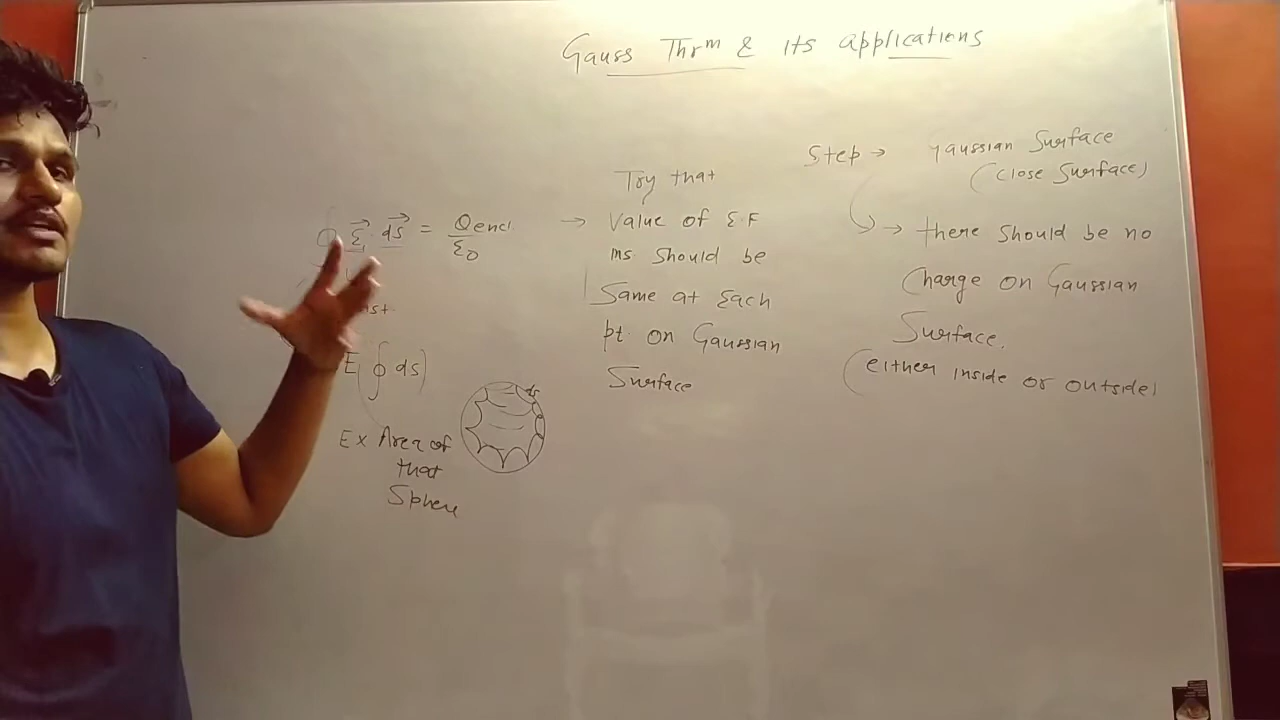 Gauss Thrm & its applications
∮ E⃗ · ds⃗ = Qencl / ε0
E ∮ ds
Ex Area of
that
Sphere
ds
→ Try that
Value of E.F
ms should be
Same at Each
pt. on Gaussian
Surface
Step → Gaussian Surface
(Close Surface)
→ there should be no
Charge on Gaussian
Surface.
(either inside or outside)